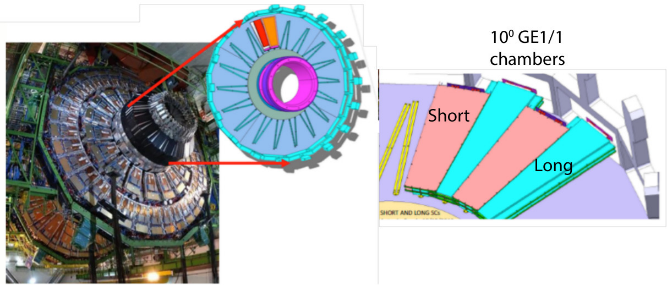 10⁰ GE1/1
chambers
Short
Long
SHORT AND LONG SCs